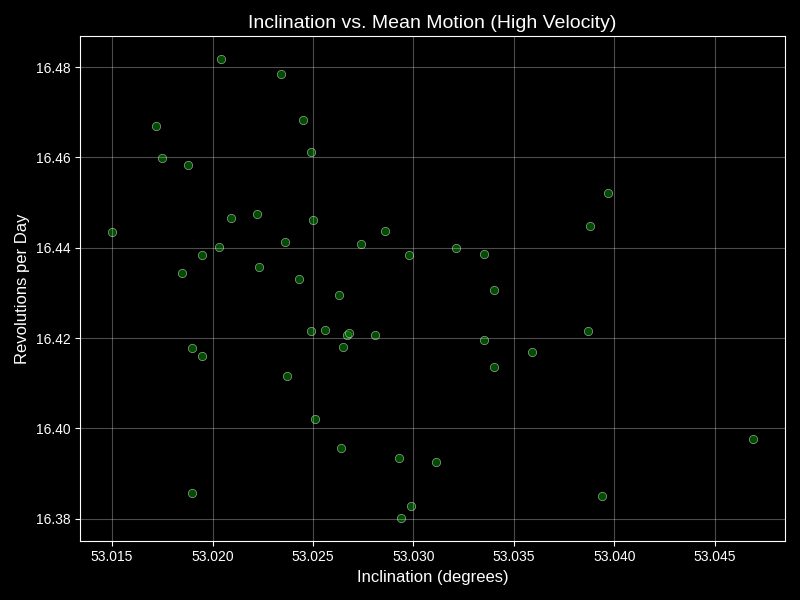 Inclination vs. Mean Motion (High Velocity)
Revolutions per Day
16.48
16.46
16.44
16.42
16.40
16.38
53.015 53.020 53.025 53.030 53.035 53.040 53.045
Inclination (degrees)